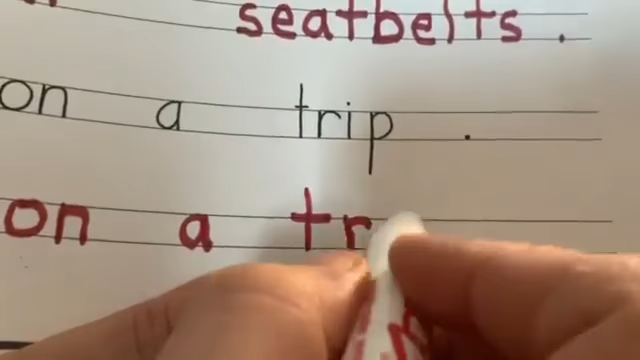 seatbelts.
on a trip.
on a tr